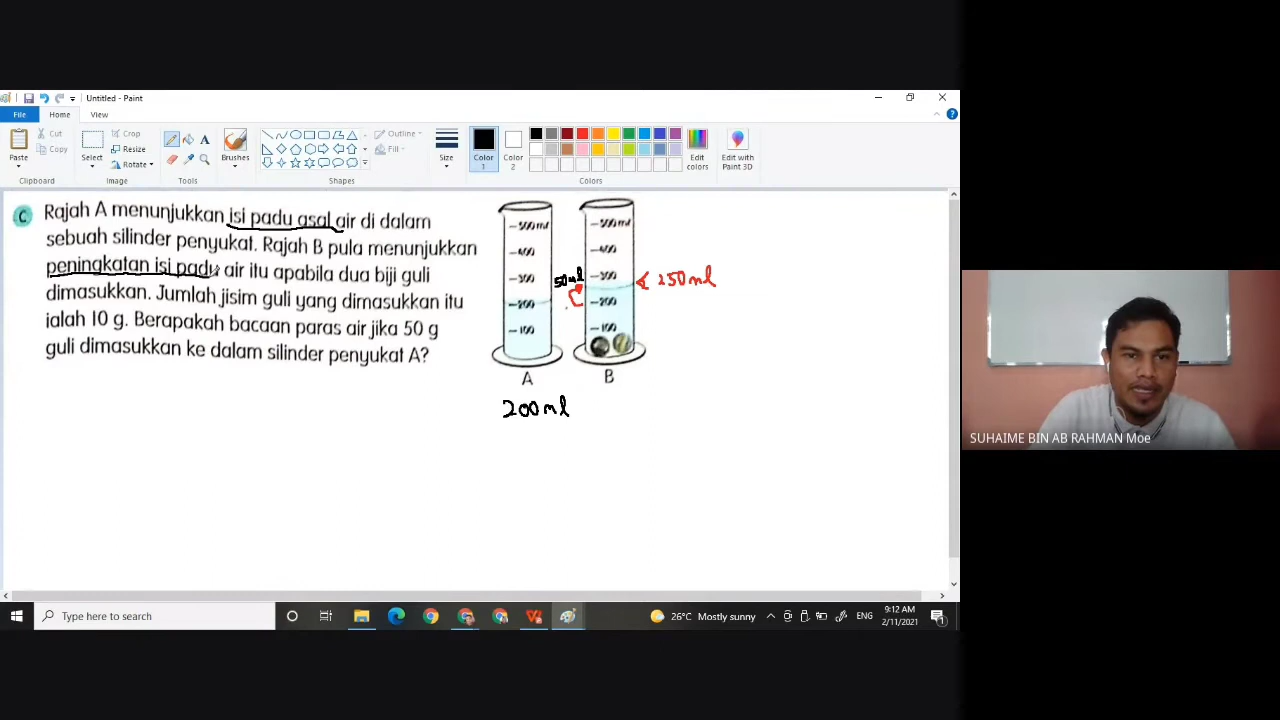 Untitled - Paint
File Home View
Paste
Cut
Copy
Clipboard
Select
Crop
Resize
Rotate
Image
Tools
Brushes
Outline
Fill
Shapes
Size
Color 1
Color 2
Edit colors
Edit with Paint 3D
Colors
C Rajah A menunjukkan isi padu asal air di dalam
sebuah silinder penyukat. Rajah B pula menunjukkan
peningkatan isi padu air itu apabila dua biji guli
dimasukkan. Jumlah jisim guli yang dimasukkan itu
ialah 10 g. Berapakah bacaan paras air jika 50 g
guli dimasukkan ke dalam silinder penyukat A?
500 ml
400
300
200
100
A
200ml
500 ml
400
300
200
100
B
50ml
250ml
SUHAIME BIN AB RAHMAN Moe
Type here to search
26°C Mostly sunny
ENG
9:12 AM
2/11/2021
1